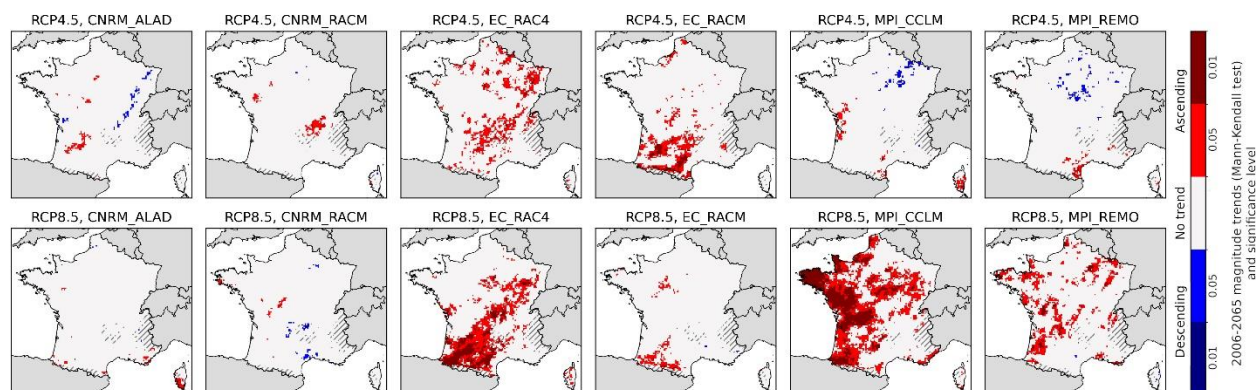 RCP4.5, CNRM_ALAD
RCP4.5, CNRM_RACM
RCP4.5, EC_RAC4
RCP4.5, EC_RACM
RCP4.5, MPI_CCLM
RCP4.5, MPI_REMO
RCP8.5, CNRM_ALAD
RCP8.5, CNRM_RACM
RCP8.5, EC_RAC4
RCP8.5, EC_RACM
RCP8.5, MPI_CCLM
RCP8.5, MPI_REMO
Ascending
No trend
Descending
0.01
0.05
0.05
0.01
2006-2065 magnitude trends (Mann-Kendall test)
and significance level